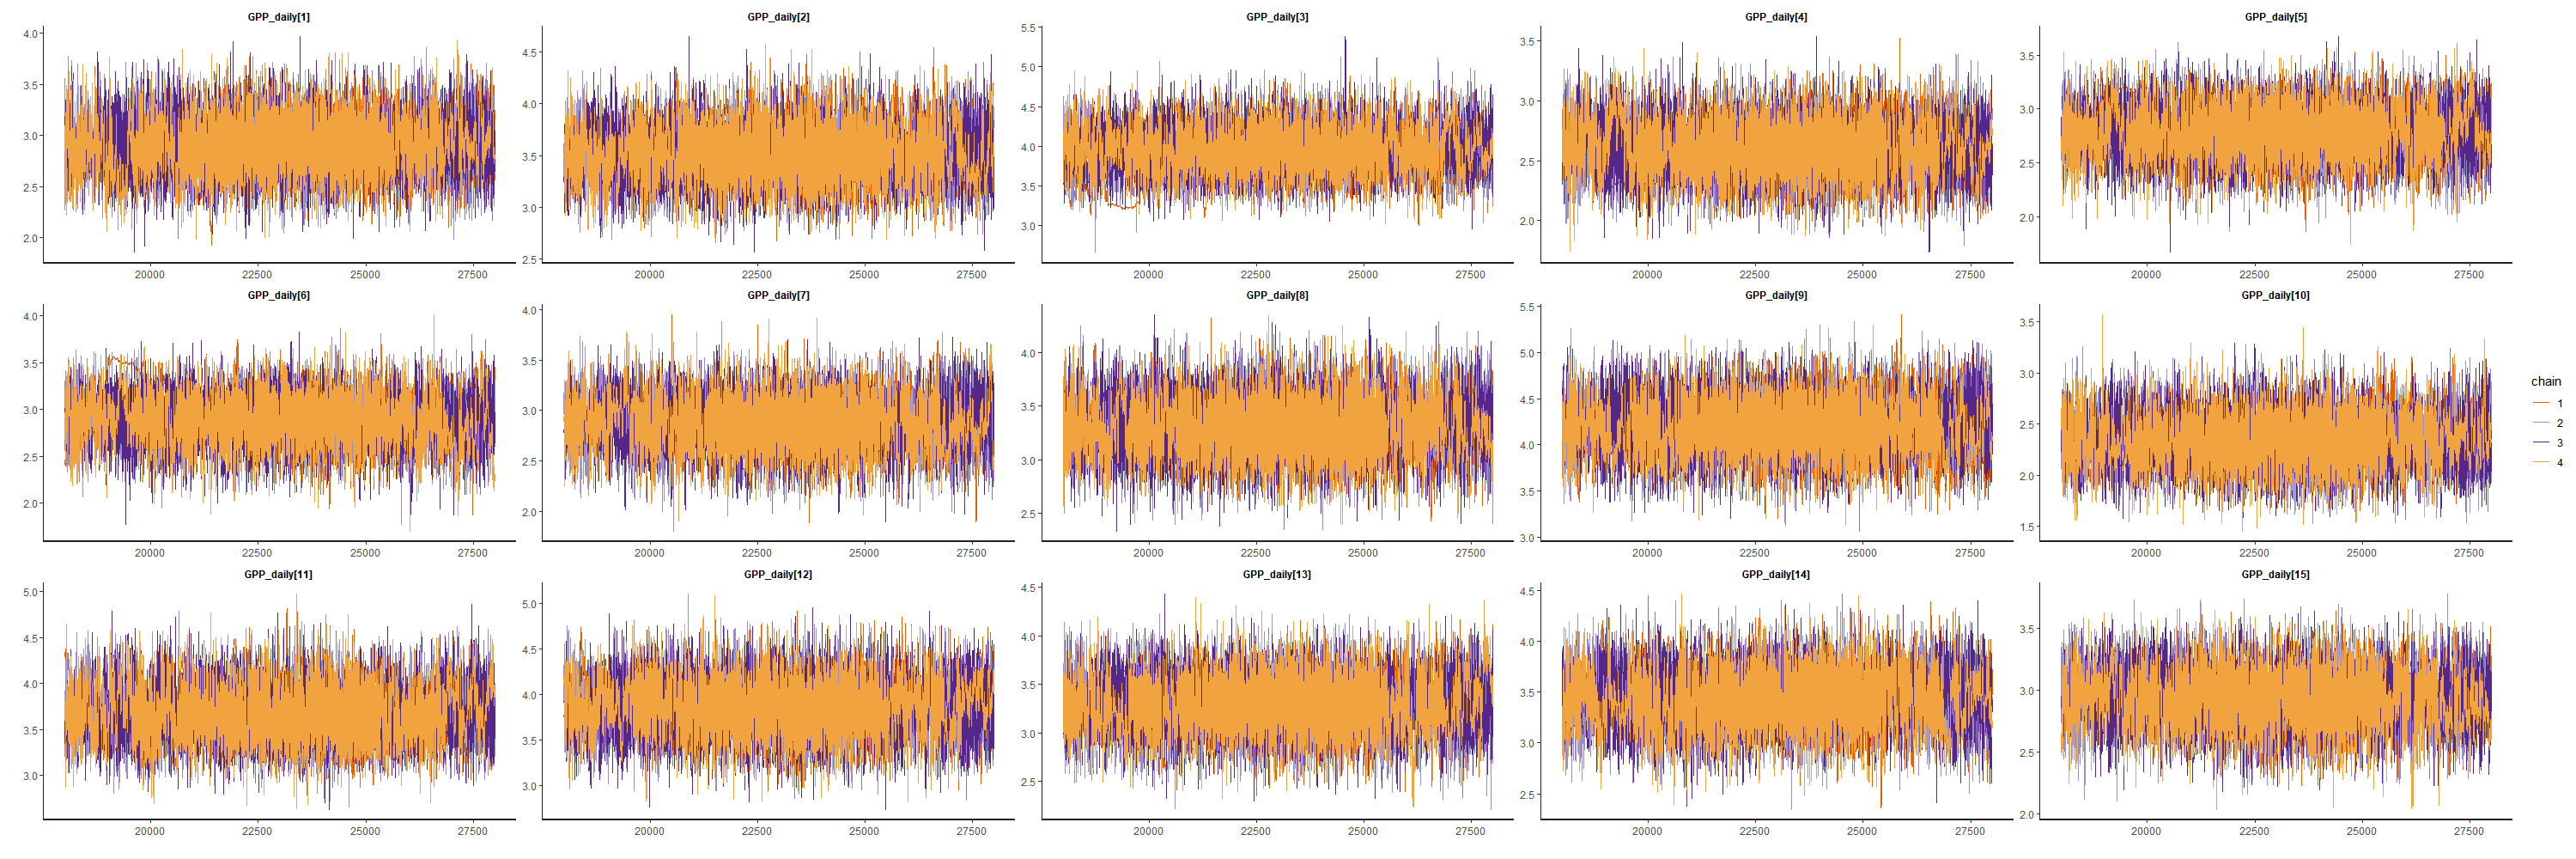 GPP_daily[1] GPP_daily[2] GPP_daily[3] GPP_daily[4] GPP_daily[5]
4.0 3.5 3.0 2.5 2.0
4.5 4.0 3.5 3.0 2.5
5.5 5.0 4.5 4.0 3.5 3.0
3.5 3.0 2.5 2.0
3.5 3.0 2.5 2.0
20000 22500 25000 27500 20000 22500 25000 27500 20000 22500 25000 27500 20000 22500 25000 27500 20000 22500 25000 27500
GPP_daily[6] GPP_daily[7] GPP_daily[8] GPP_daily[9] GPP_daily[10]
4.0 3.5 3.0 2.5 2.0
4.0 3.5 3.0 2.5 2.0
4.0 3.5 3.0 2.5
5.5 5.0 4.5 4.0 3.5 3.0
3.5 3.0 2.5 2.0 1.5
20000 22500 25000 27500 20000 22500 25000 27500 20000 22500 25000 27500 20000 22500 25000 27500 20000 22500 25000 27500
GPP_daily[11] GPP_daily[12] GPP_daily[13] GPP_daily[14] GPP_daily[15]
5.0 4.5 4.0 3.5 3.0
5.0 4.5 4.0 3.5 3.0
4.5 4.0 3.5 3.0 2.5
4.5 4.0 3.5 3.0 2.5
3.5 3.0 2.5 2.0
20000 22500 25000 27500 20000 22500 25000 27500 20000 22500 25000 27500 20000 22500 25000 27500 20000 22500 25000 27500
chain
1
2
3
4